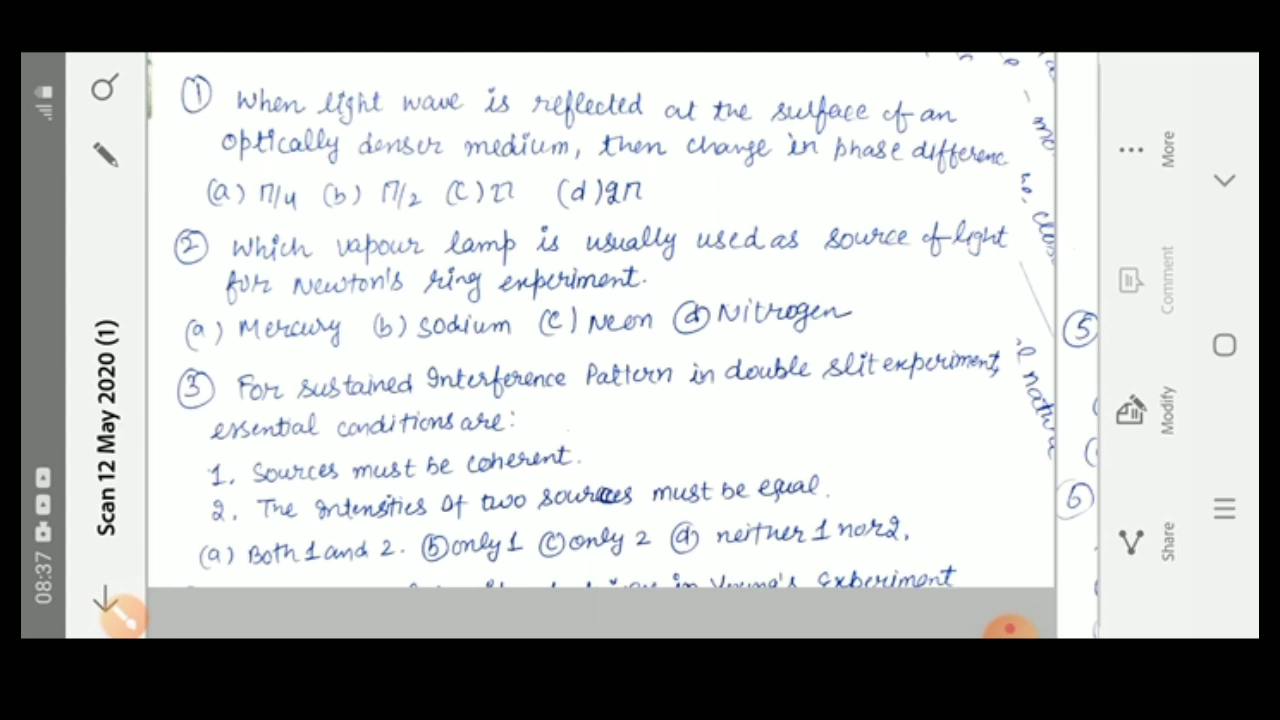 ① When light wave is reflected at the surface of an
optically denser medium, then change in phase differenc
(a) π/4 (b) π/2 (c) π (d) 2π
② Which vapour lamp is usually used as source of light
for Newton's ring experiment.
(a) Mercury (b) Sodium (c) Neon (d) Nitrogen
③ For sustained Interference Pattern in double slit experiment,
essential conditions are:
1. Sources must be coherent.
2. The Intensities of two sources must be equal.
(a) Both 1 and 2. (b) only 1 (c) only 2 (d) neither 1 nor 2.
in Young's Experiment
⑤
⑥
Scan 12 May 2020 (1)
08:37
More
Comment
Modify
Share